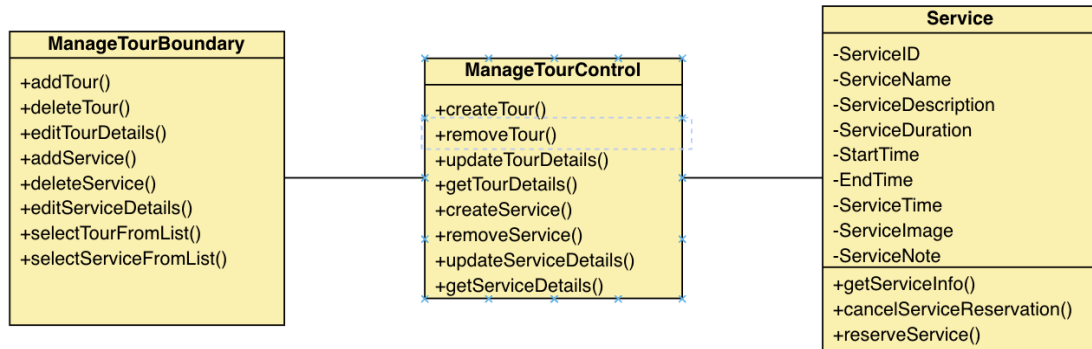 ManageTourBoundary
+addTour()
+deleteTour()
+editTourDetails()
+addService()
+deleteService()
+editServiceDetails()
+selectTourFromList()
+selectServiceFromList()
ManageTourControl
+createTour()
+removeTour()
+updateTourDetails()
+getTourDetails()
+createService()
+removeService()
+updateServiceDetails()
+getServiceDetails()
Service
-ServiceID
-ServiceName
-ServiceDescription
-ServiceDuration
-StartTime
-EndTime
-ServiceTime
-ServiceImage
-ServiceNote
+getServiceInfo()
+cancelServiceReservation()
+reserveService()